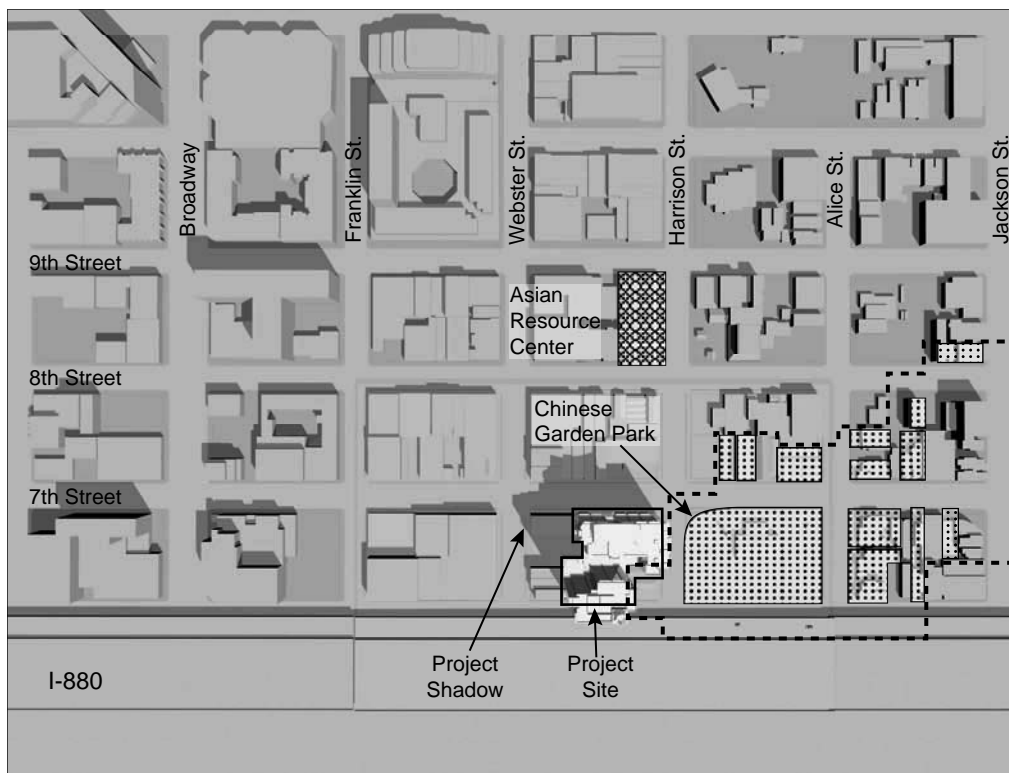 Broadway
Franklin St.
Webster St.
Harrison St.
Alice St.
Jackson St.
9th Street
Asian
Resource
Center
8th Street
Chinese
Garden Park
7th Street
Project
Shadow
Project
Site
I-880